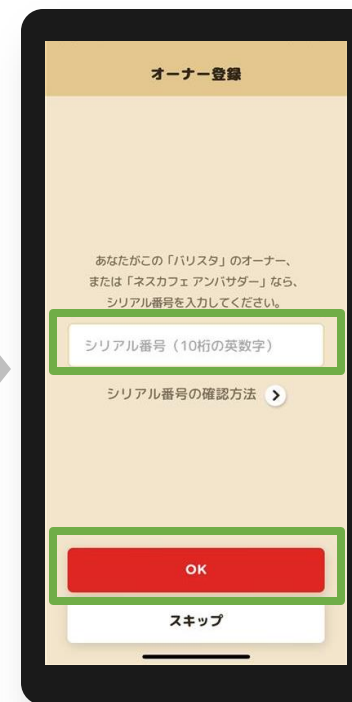 オーナー登録
あなたがこの「バリスタ」のオーナー、
または「ネスカフェ アンバサダー」なら、
シリアル番号を入力してください。
シリアル番号（10桁の英数字）
シリアル番号の確認方法
OK
スキップ